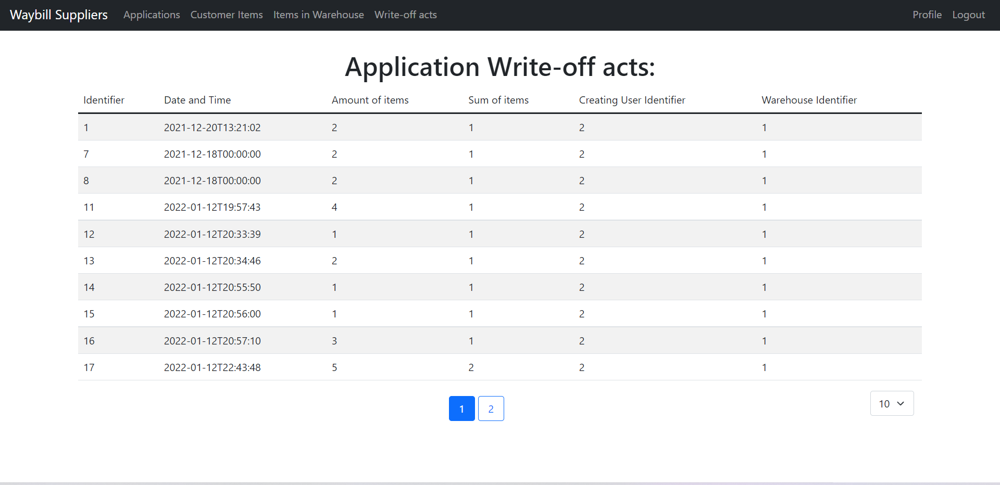 Waybill Suppliers Applications Customer Items Items in Warehouse Write-off acts Profile Logout
Application Write-off acts:
Identifier Date and Time Amount of items Sum of items Creating User Identifier Warehouse Identifier
1 2021-12-20T13:21:02 2 1 2 1
7 2021-12-18T00:00:00 2 1 2 1
8 2021-12-18T00:00:00 2 1 2 1
11 2022-01-12T19:57:43 4 1 2 1
12 2022-01-12T20:33:39 1 1 2 1
13 2022-01-12T20:34:46 2 1 2 1
14 2022-01-12T20:55:50 1 1 2 1
15 2022-01-12T20:56:00 1 1 2 1
16 2022-01-12T20:57:10 3 1 2 1
17 2022-01-12T22:43:48 5 2 2 1
1 2 10